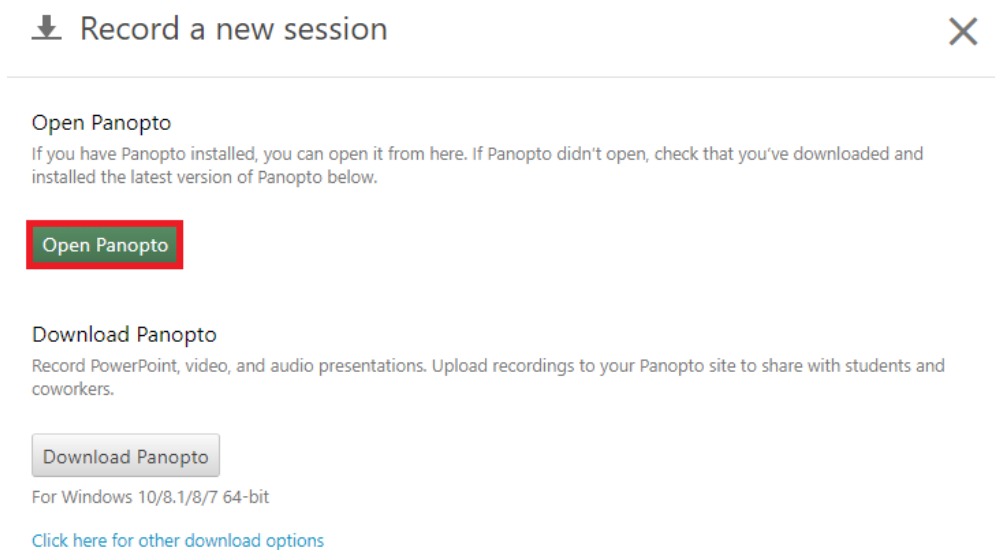 Record a new session
Open Panopto
If you have Panopto installed, you can open it from here. If Panopto didn't open, check that you've downloaded and
installed the latest version of Panopto below.
Open Panopto
Download Panopto
Record PowerPoint, video, and audio presentations. Upload recordings to your Panopto site to share with students and
coworkers.
Download Panopto
For Windows 10/8.1/8/7 64-bit
Click here for other download options